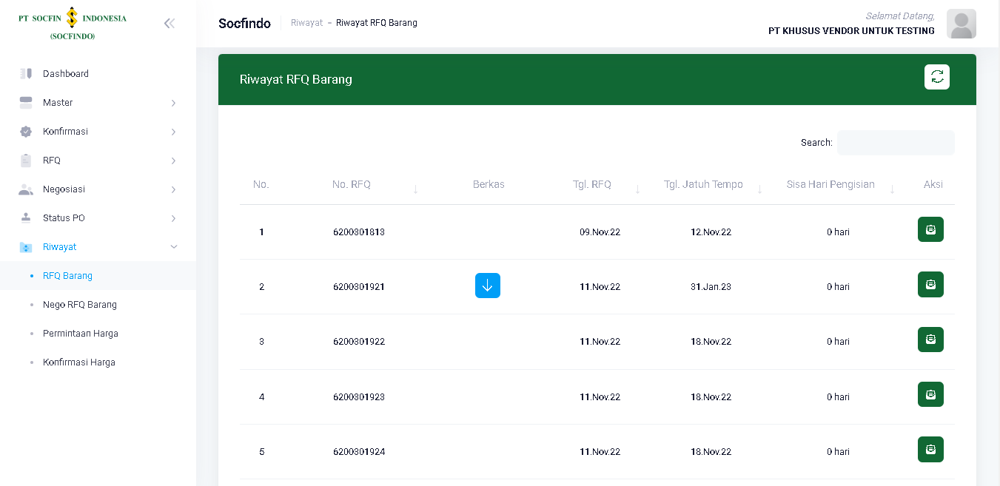 PT SOCFIN INDONESIA
(SOCFINDO)
Dashboard
Master
Konfirmasi
RFQ
Negosiasi
Status PO
Riwayat
RFQ Barang
Nego RFQ Barang
Permintaan Harga
Konfirmasi Harga
Socfindo Riwayat - Riwayat RFQ Barang
Selamat Datang,
PT KHUSUS VENDOR UNTUK TESTING
Riwayat RFQ Barang
Search:
No. No. RFQ Berkas Tgl. RFQ Tgl. Jatuh Tempo Sisa Hari Pengisian Aksi
1 6200301813 09.Nov.22 12.Nov.22 0 hari
2 6200301921 11.Nov.22 31.Jan.23 0 hari
3 6200301922 11.Nov.22 18.Nov.22 0 hari
4 6200301923 11.Nov.22 18.Nov.22 0 hari
5 6200301924 11.Nov.22 18.Nov.22 0 hari